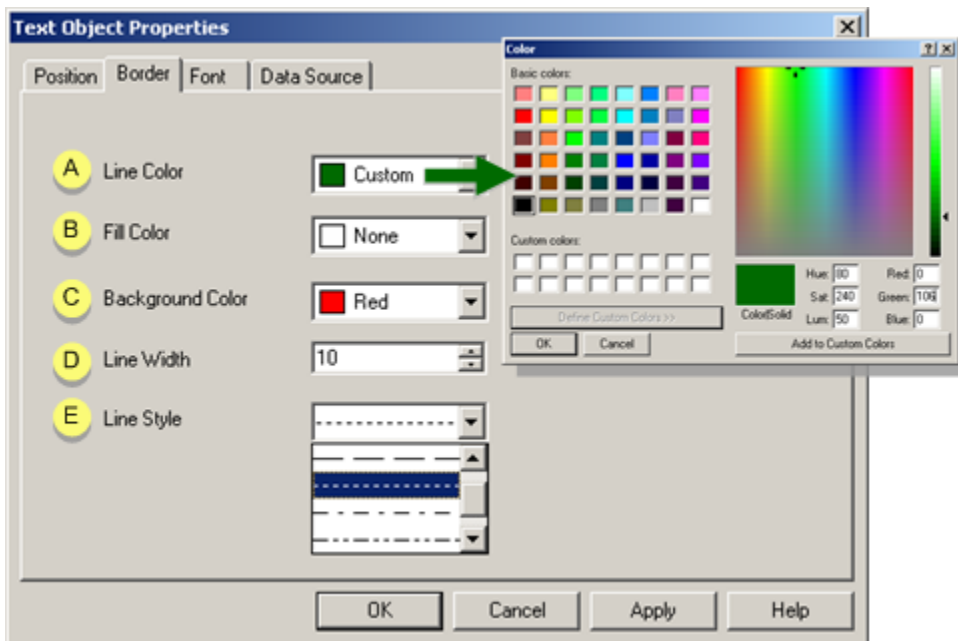 Text Object Properties
Position Border Font Data Source
A Line Color Custom
B Fill Color None
C Background Color Red
D Line Width 10
E Line Style
OK Cancel Apply Help
Color
Basic colors:
Custom colors:
Define Custom Colors >>
OK Cancel
Color|Solid
Hue: 80 Red: 0
Sat: 240 Green: 106
Lum: 50 Blue: 0
Add to Custom Colors